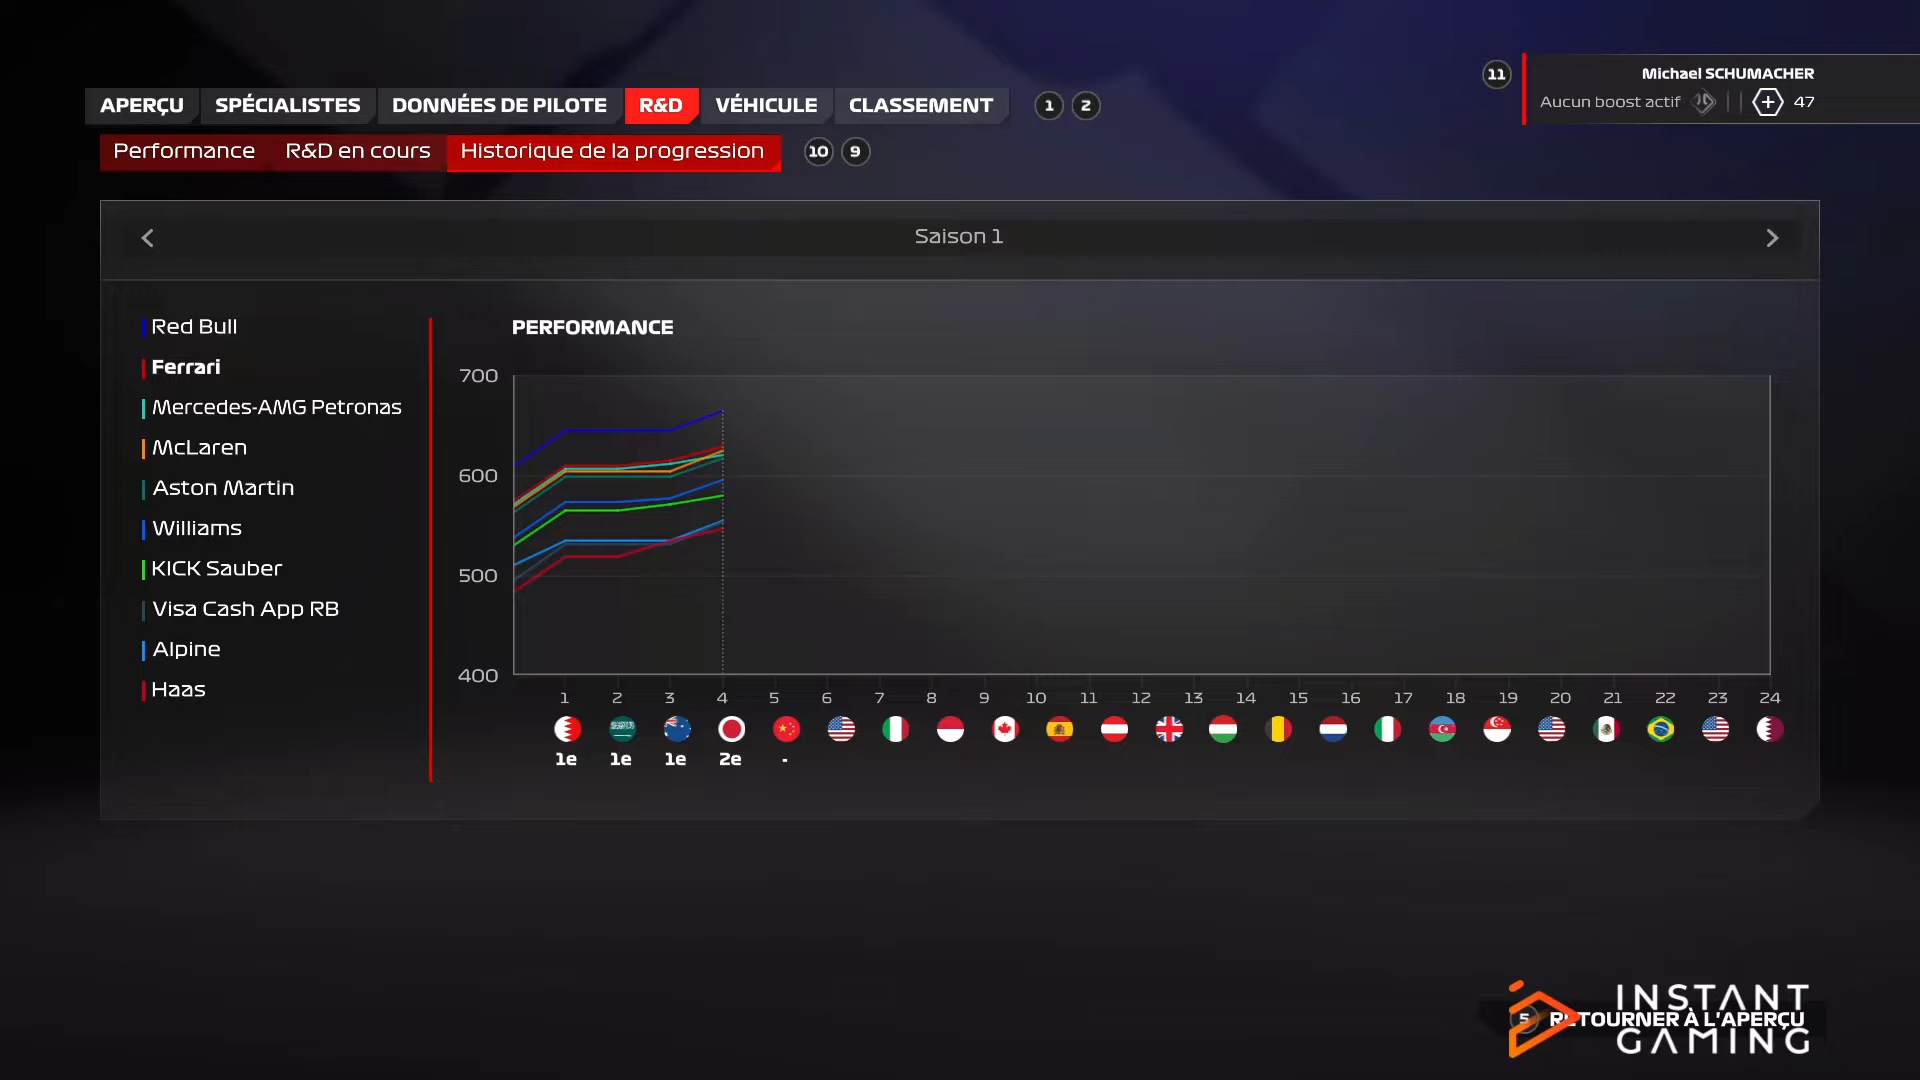 11
Michael SCHUMACHER
Aucun boost actif 47
APERÇU SPÉCIALISTES DONNÉES DE PILOTE R&D VÉHICULE CLASSEMENT 1 2
Performance R&D en cours Historique de la progression 10 9
Saison 1
Red Bull
Ferrari
Mercedes-AMG Petronas
McLaren
Aston Martin
Williams
KICK Sauber
Visa Cash App RB
Alpine
Haas
PERFORMANCE
700
600
500
400
1 2 3 4 5 6 7 8 9 10 11 12 13 14 15 16 17 18 19 20 21 22 23 24
1e 1e 1e 2e -
5 RETOURNER À L'APERÇU
INSTANT
GAMING